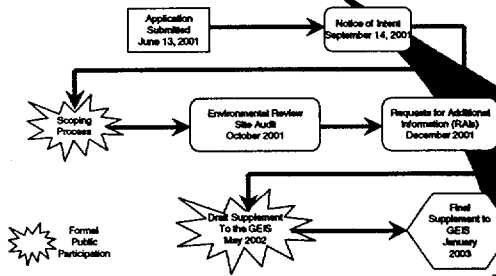 Application
Submitted
June 13, 2001
Notice of Intent
September 14, 2001
Scoping
Process
Environmental Review
Site Audit
October 2001
Requests for Additional
Information (RAIs)
December 2001
Formal
Public
Participation
Draft Supplement
To the GEIS
May 2002
Final
Supplement to
GEIS
January
2003